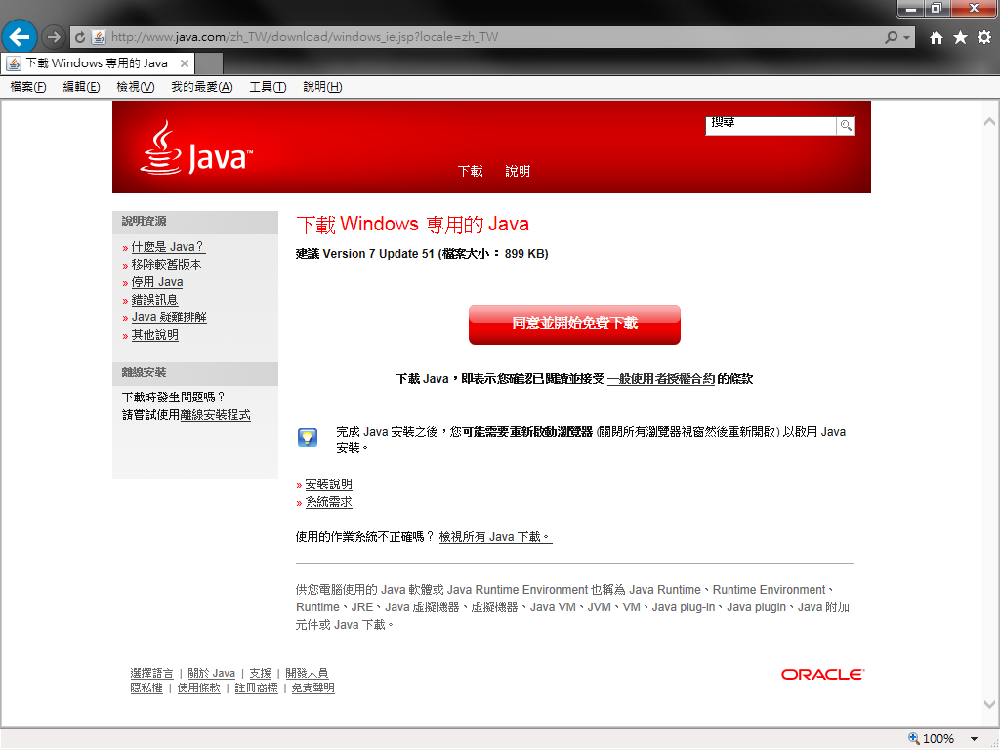 http://www.java.com/zh_TW/download/windows_ie.jsp?locale=zh_TW
下載 Windows 專用的 Java
檔案(F) 編輯(E) 檢視(V) 我的最愛(A) 工具(T) 說明(H)
Java™
搜尋
下載 說明
說明資源
» 什麼是 Java？
» 移除較舊版本
» 停用 Java
» 錯誤訊息
» Java 疑難排解
» 其他說明
離線安裝
下載時發生問題嗎？
請嘗試使用離線安裝程式
下載 Windows 專用的 Java
建議 Version 7 Update 51 (檔案大小： 899 KB)
同意並開始免費下載
下載 Java，即表示您確認已閱讀並接受 一般使用者授權合約 的條款
完成 Java 安裝之後，您可能需要重新啟動瀏覽器 (關閉所有瀏覽器視窗然後重新開啟) 以啟用 Java
安裝。
» 安裝說明
» 系統需求
使用的作業系統不正確嗎？ 檢視所有 Java 下載。
供您電腦使用的 Java 軟體或 Java Runtime Environment 也稱為 Java Runtime、Runtime Environment、
Runtime、JRE、Java 虛擬機器、虛擬機器、Java VM、JVM、VM、Java plug-in、Java plugin、Java 附加
元件或 Java 下載。
選擇語言 | 關於 Java | 支援 | 開發人員
隱私權 | 使用條款 | 註冊商標 | 免責聲明
ORACLE®
100%